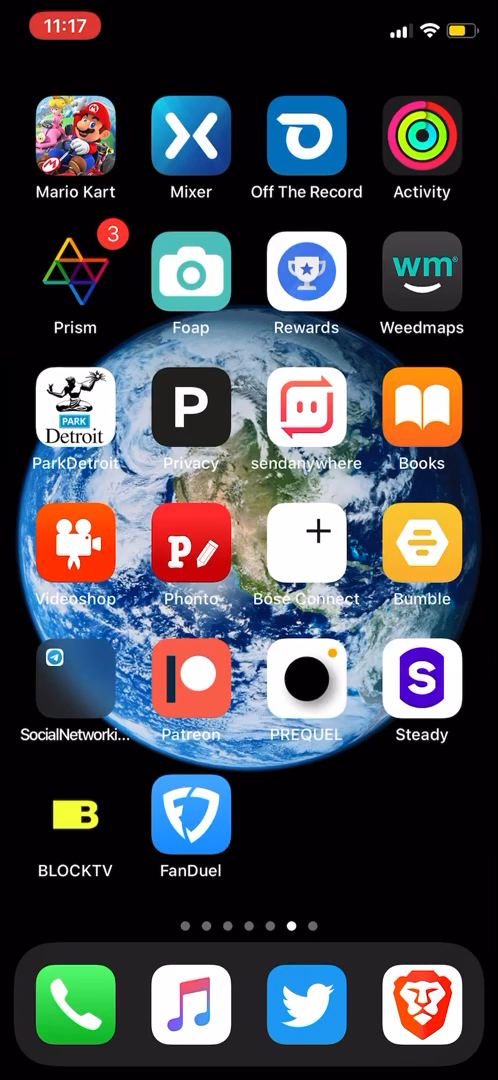 11:17
Mario Kart
Mixer
Off The Record
Activity
3
Prism
Foap
Rewards
wm
Weedmaps
PARK
Detroit
ParkDetroit
P
Privacy
sendanywhere
Books
Videoshop
P
Phonto
Bose Connect
Bumble
SocialNetworki...
Patreon
PREQUEL
S
Steady
B
BLOCKTV
FanDuel